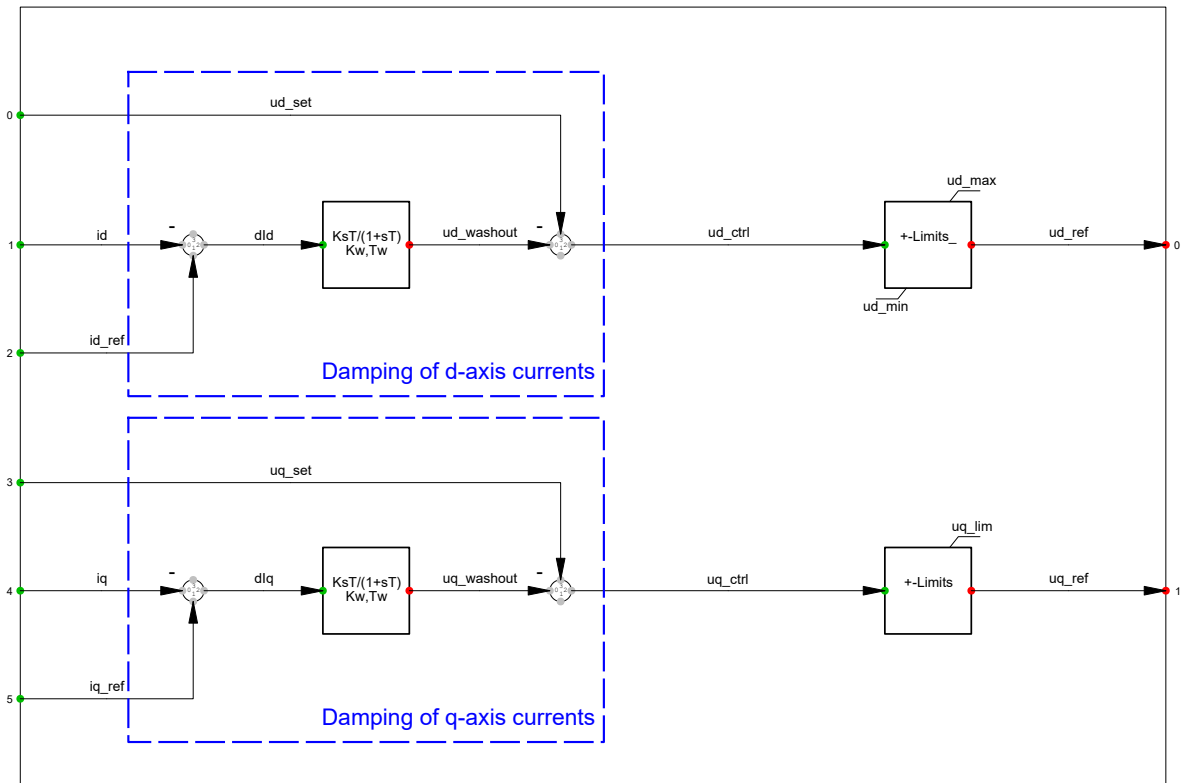 ud_set
0
ud_max
-
-
id
dId
KsT/(1+sT)
Kw,Tw
ud_washout
ud_ctrl
+-Limits_
ud_ref
1
0
ud_min
id_ref
2
Damping of d-axis currents
uq_set
3
uq_lim
-
-
iq
dIq
KsT/(1+sT)
Kw,Tw
uq_washout
uq_ctrl
+-Limits
uq_ref
4
1
iq_ref
5
Damping of q-axis currents